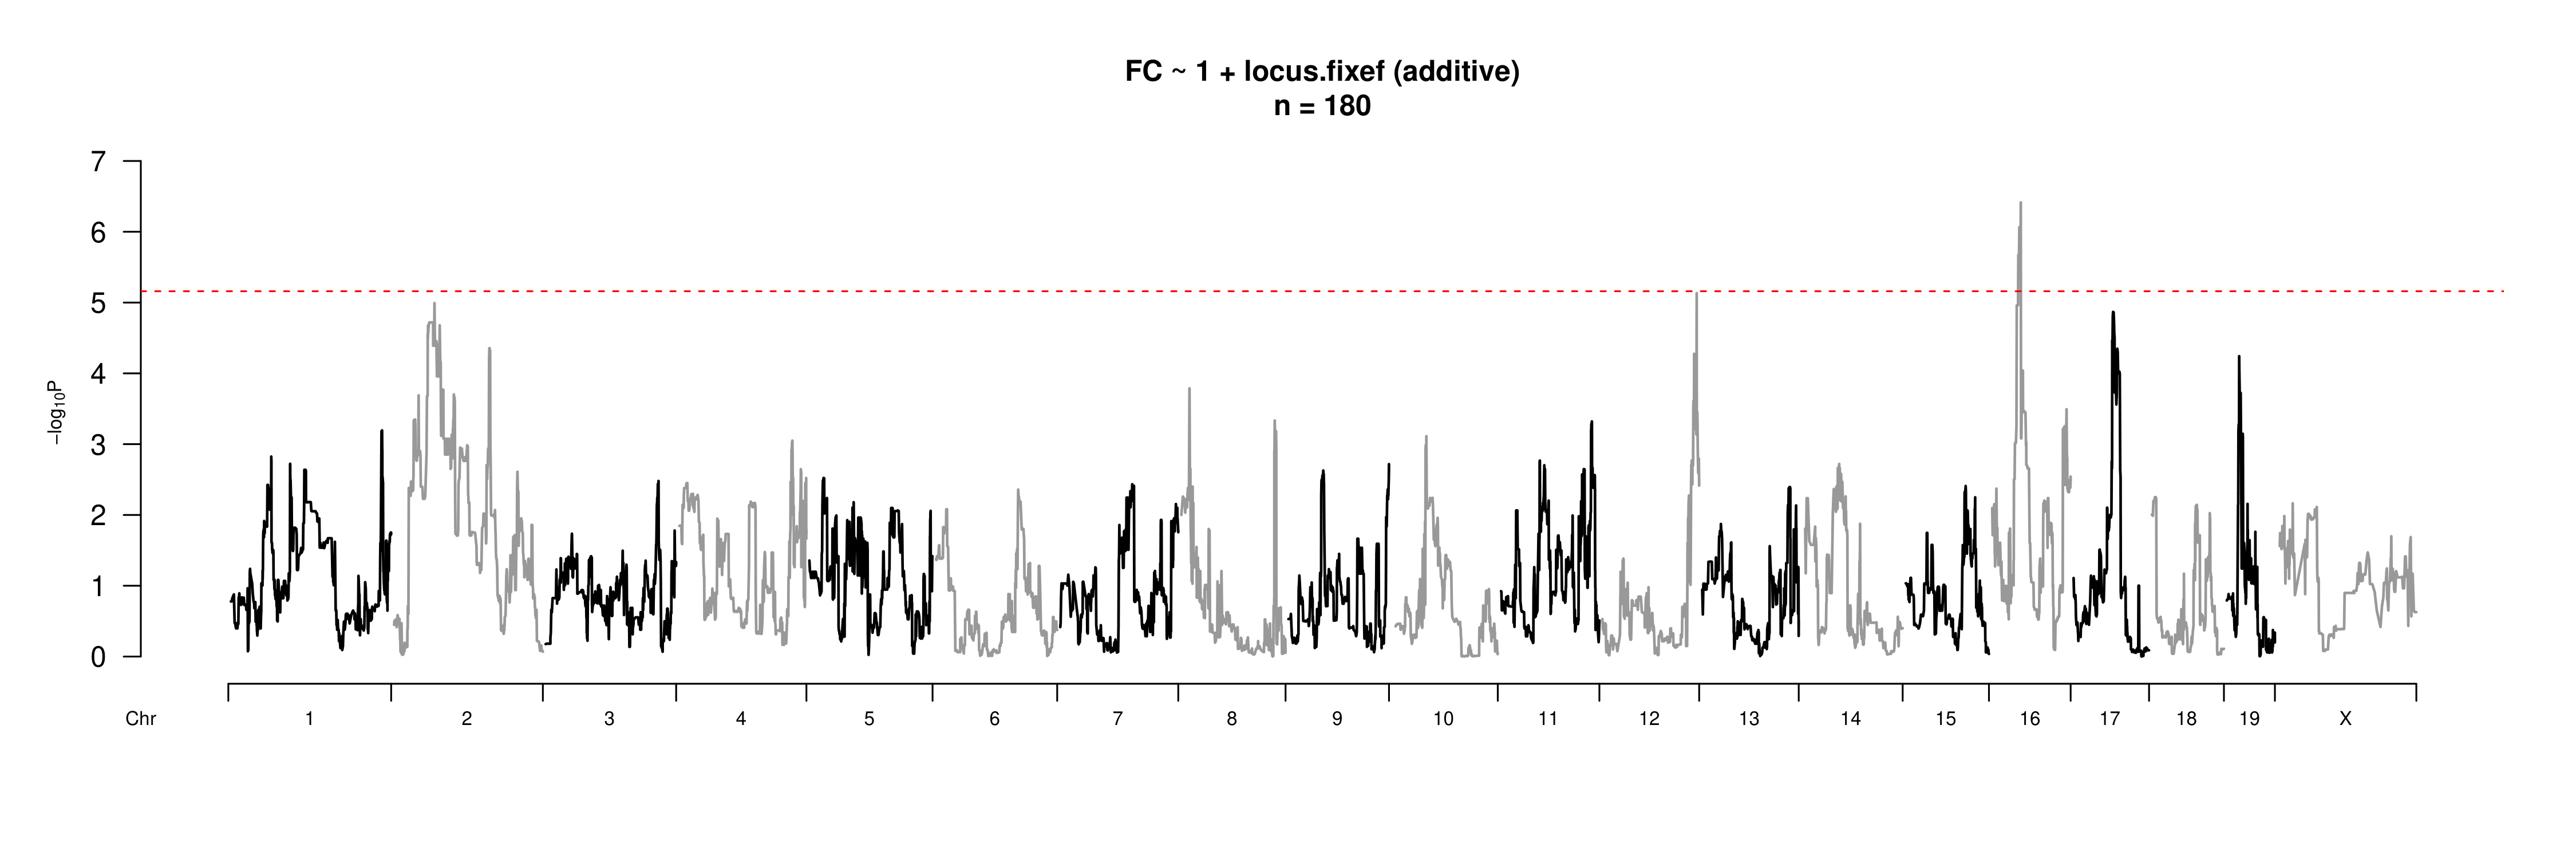 FC ~ 1 + locus.fixef (additive)
n = 180
7
6
5
4
3
2
1
0
−log10P
Chr 1 2 3 4 5 6 7 8 9 10 11 12 13 14 15 16 17 18 19 X